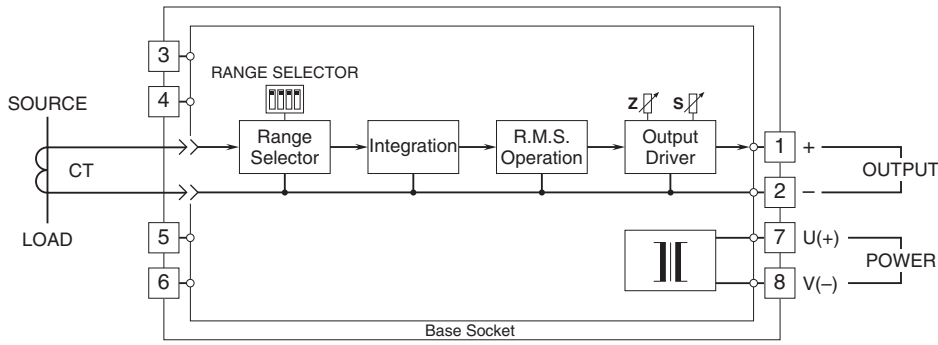 3
RANGE SELECTOR
4
SOURCE
Z
S
Range
Selector
Integration
R.M.S.
Operation
Output
Driver
1
+
CT
OUTPUT
2
–
LOAD
5
7
U(+)
POWER
6
8
V(–)
Base Socket